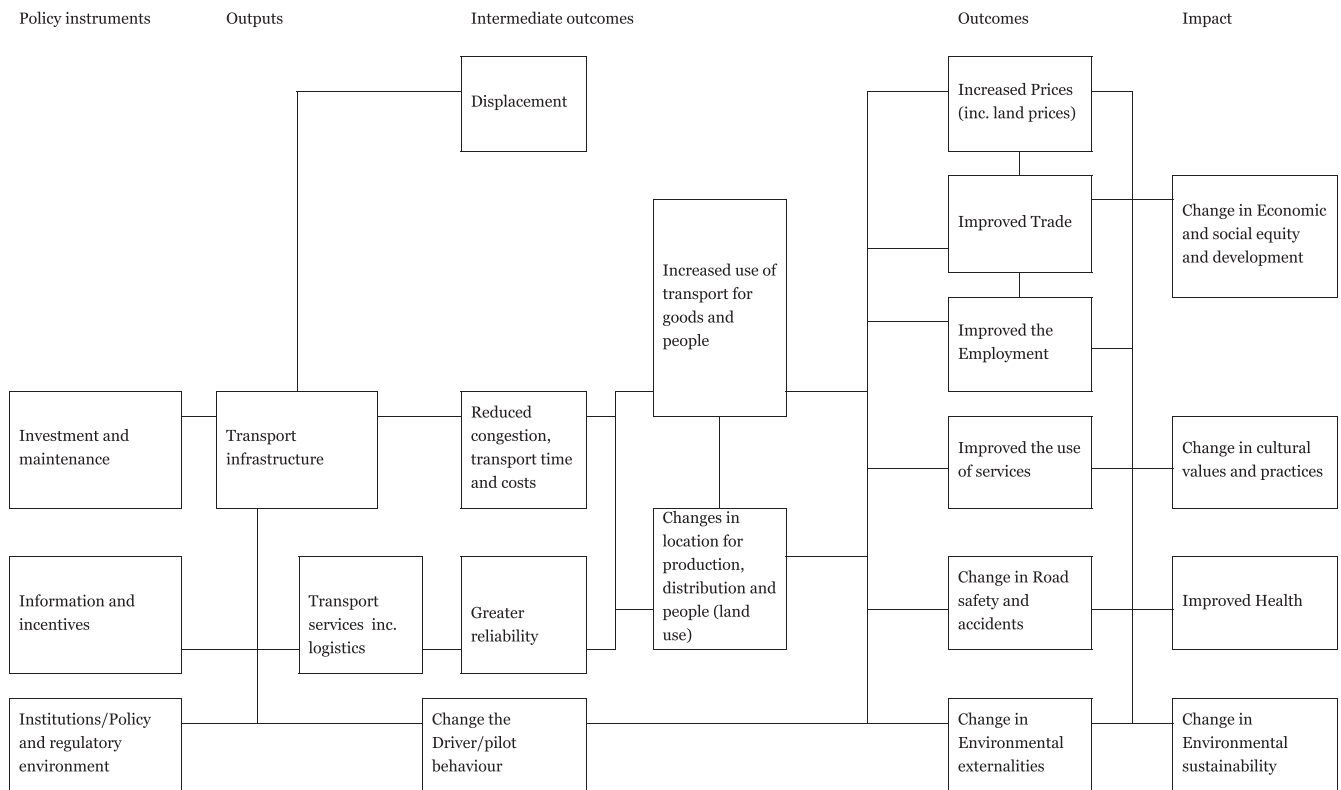 Policy instruments
Outputs
Intermediate outcomes
Outcomes
Impact
Displacement
Increased Prices
(inc. land prices)
Improved Trade
Change in Economic
and social equity
and development
Increased use of
transport for
goods and
people
Improved the
Employment
Investment and
maintenance
Transport
infrastructure
Reduced
congestion,
transport time
and costs
Improved the use
of services
Change in cultural
values and practices
Changes in
location for
production,
distribution and
people (land
use)
Information and
incentives
Transport
services inc.
logistics
Greater
reliability
Change in Road
safety and
accidents
Improved Health
Institutions/Policy
and regulatory
environment
Change the
Driver/pilot
behaviour
Change in
Environmental
externalities
Change in
Environmental
sustainability